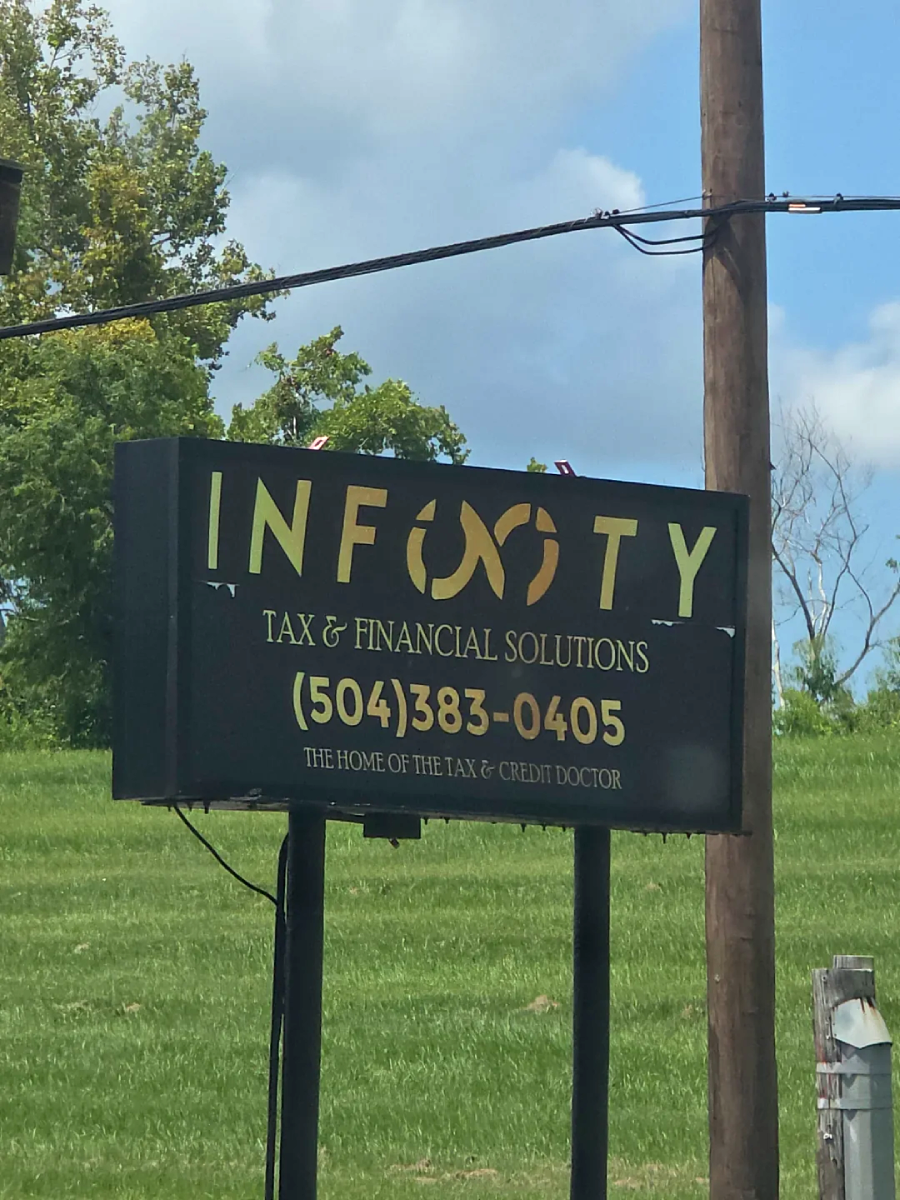 INF∞TY
TAX & FINANCIAL SOLUTIONS
(504)383-0405
THE HOME OF THE TAX & CREDIT DOCTOR